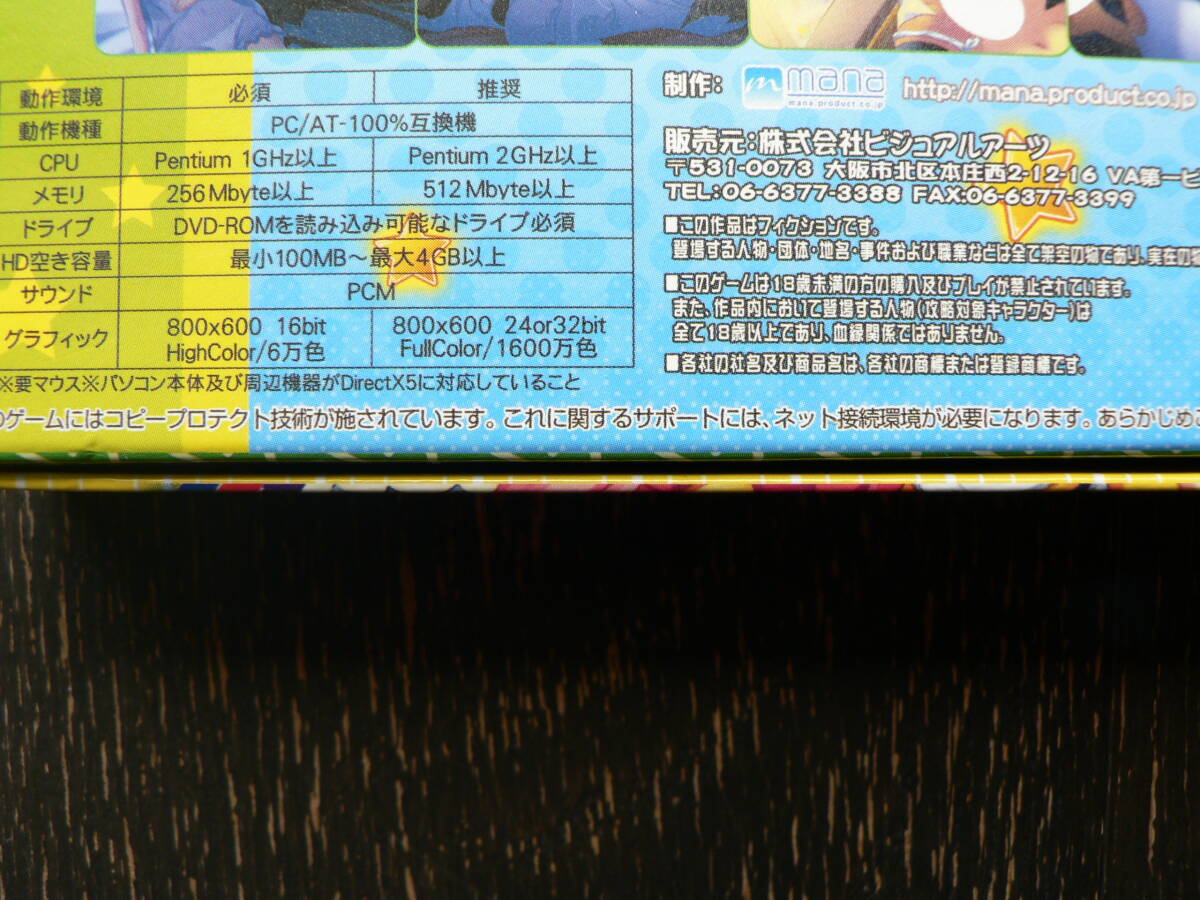 動作環境 必須 推奨
動作機種 PC/AT-100%互換機
CPU Pentium 1GHz以上 Pentium 2GHz以上
メモリ 256Mbyte以上 512Mbyte以上
ドライブ DVD-ROMを読み込み可能なドライブ必須
HD空き容量 最小100MB～最大4GB以上
サウンド PCM
グラフィック 800x600 16bit 800x600 24or32bit
HighColor/6万色 FullColor/1600万色
※要マウス※パソコン本体及び周辺機器がDirectX5に対応していること
制作： mana http://mana.product.co.jp
mana.product.co.jp
販売元：株式会社ビジュアルアーツ
〒531-0073 大阪市北区本庄西2-12-16 VA第一ビ
TEL:06-6377-3388 FAX:06-6377-3399
■この作品はフィクションです。
登場する人物・団体・地名・事件および職業などは全て架空の物であり、実在の物
■このゲームは18歳未満の方の購入及びプレイが禁止されています。
また、作品内において登場する人物（攻略対象キャラクター）は
全て18歳以上であり、血縁関係ではありません。
■各社の社名及び商品名は、各社の商標または登録商標です。
のゲームにはコピープロテクト技術が施されています。これに関するサポートには、ネット接続環境が必要になります。あらかじめご